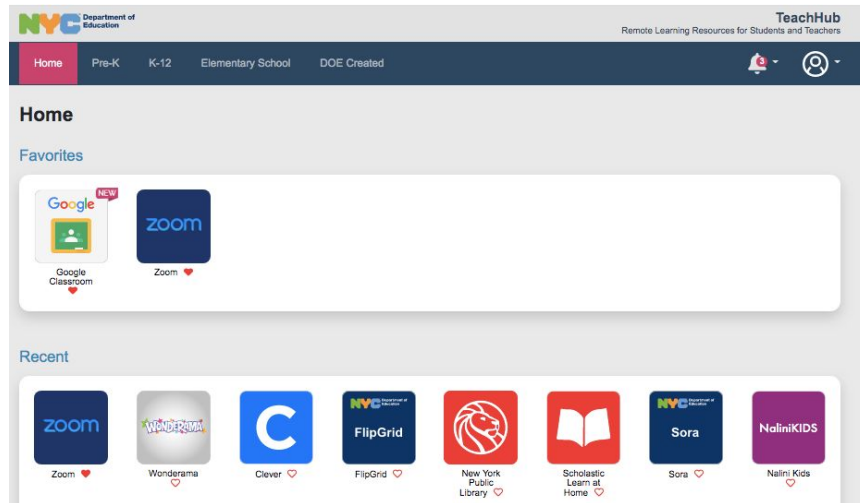 NYC Department of
Education
TeachHub
Remote Learning Resources for Students and Teachers
Home Pre-K K-12 Elementary School DOE Created
3
Home
Favorites
NEW
Google
zoom
Google
Classroom
Zoom
Recent
zoom
WONDERAMA
C
NYC Department of
Education
FlipGrid
NYC Department of
Education
Sora
NaliniKIDS
Zoom
Wonderama
Clever
FlipGrid
New York
Public
Library
Scholastic
Learn at
Home
Sora
Nalini Kids